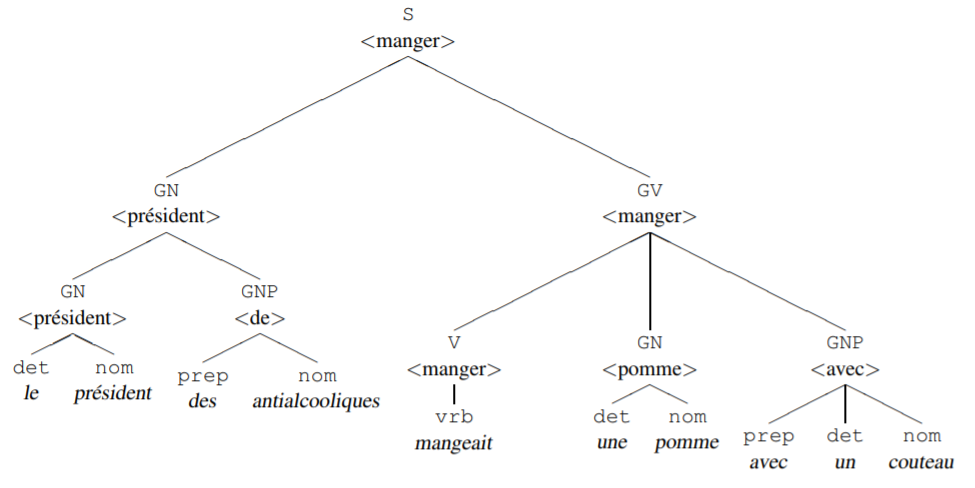 S
<manger>
GN GV
<président> <manger>
GN GNP
<président> <de>
V GN GNP
<manger> <pomme> <avec>
det nom prep nom
le président des antialcooliques
vrb det nom prep det nom
mangeait une pomme avec un couteau